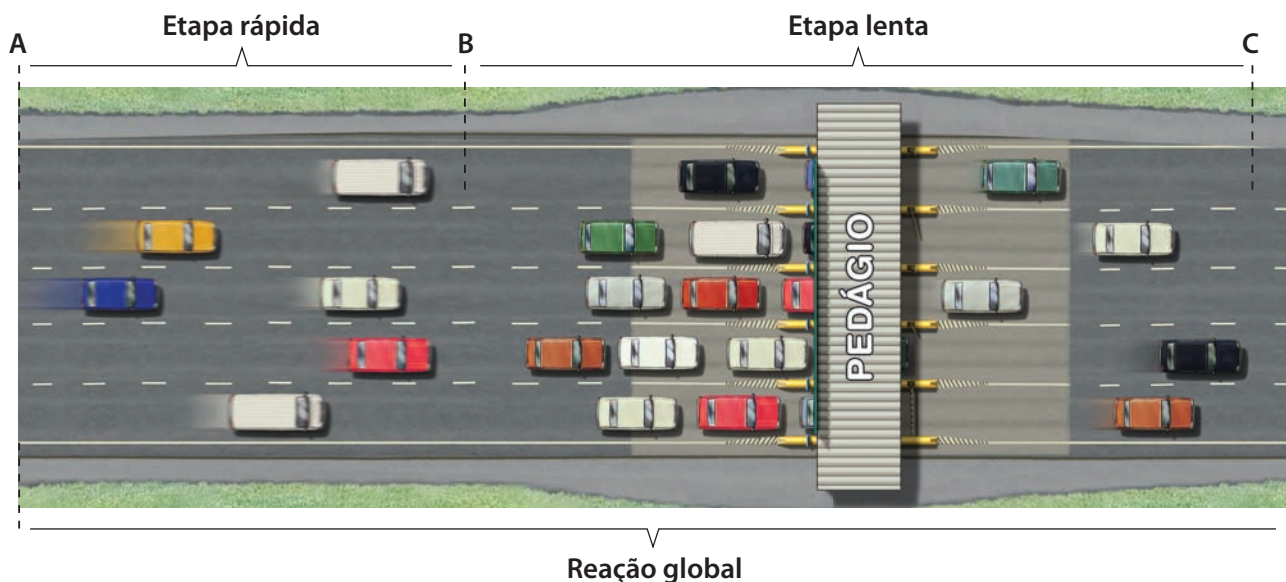 Etapa rápida
Etapa lenta
A
B
C
PEDÁGIO
Reação global